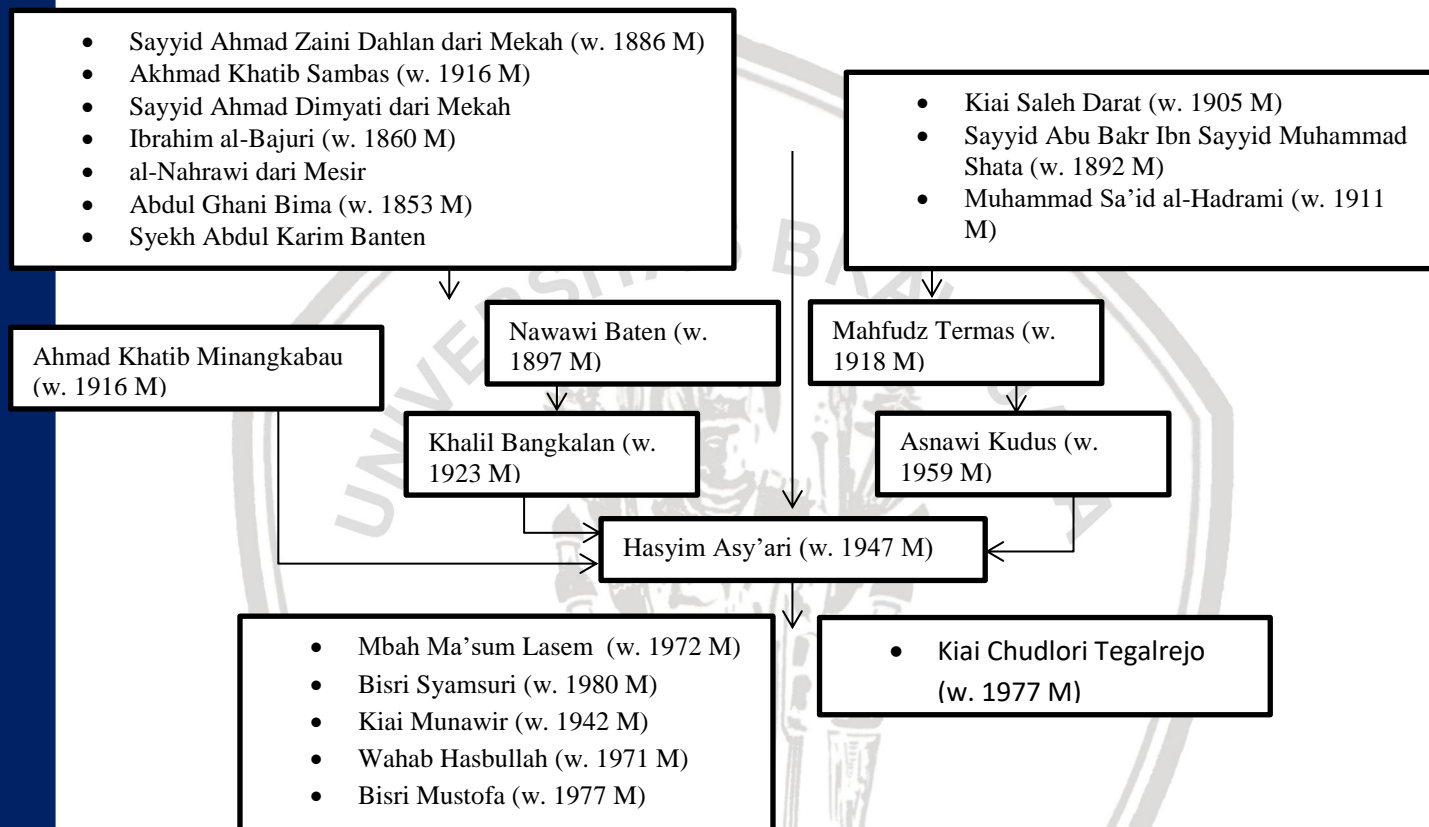 • Sayyid Ahmad Zaini Dahlan dari Mekah (w. 1886 M)
• Akhmad Khatib Sambas (w. 1916 M)
• Sayyid Ahmad Dimyati dari Mekah
• Ibrahim al-Bajuri (w. 1860 M)
• al-Nahrawi dari Mesir
• Abdul Ghani Bima (w. 1853 M)
• Syekh Abdul Karim Banten
• Kiai Saleh Darat (w. 1905 M)
• Sayyid Abu Bakr Ibn Sayyid Muhammad
Shata (w. 1892 M)
• Muhammad Sa’id al-Hadrami (w. 1911
M)
Ahmad Khatib Minangkabau
(w. 1916 M)
Nawawi Baten (w.
1897 M)
Mahfudz Termas (w.
1918 M)
Khalil Bangkalan (w.
1923 M)
Asnawi Kudus (w.
1959 M)
Hasyim Asy’ari (w. 1947 M)
• Mbah Ma’sum Lasem (w. 1972 M)
• Bisri Syamsuri (w. 1980 M)
• Kiai Munawir (w. 1942 M)
• Wahab Hasbullah (w. 1971 M)
• Bisri Mustofa (w. 1977 M)
• Kiai Chudlori Tegalrejo
(w. 1977 M)